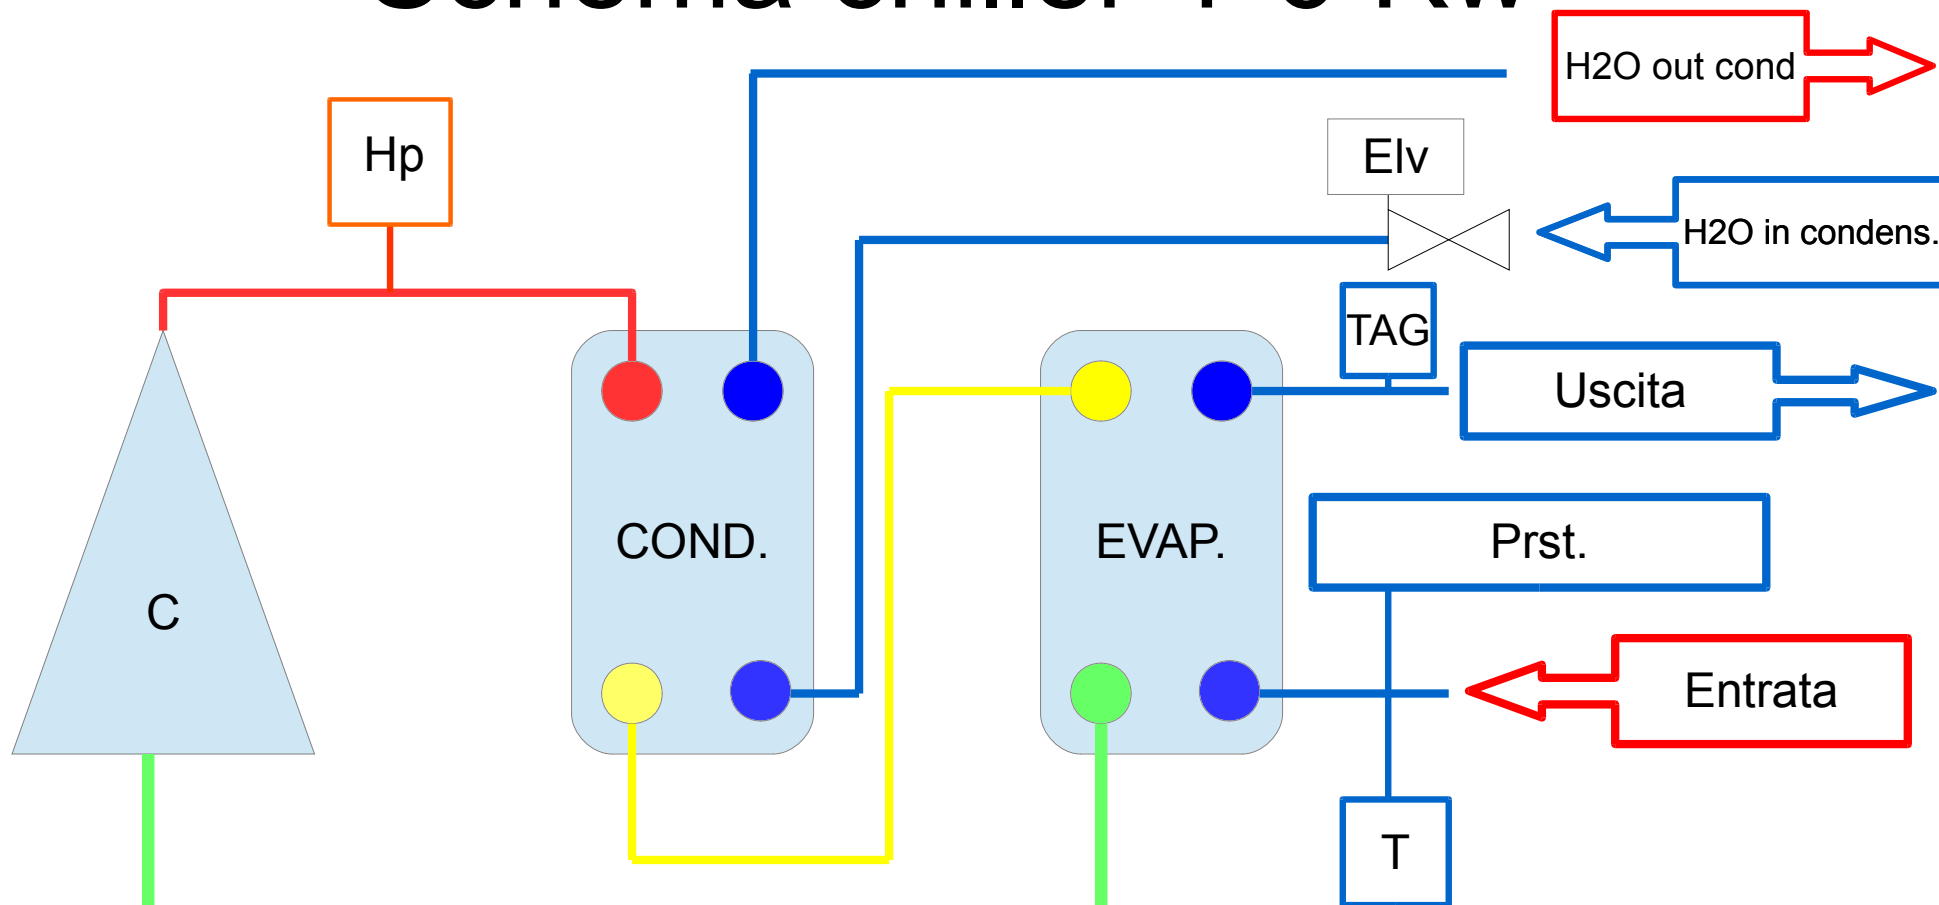 H2O out cond
Hp
Elv
H2O in condens.
TAG
Uscita
COND.
EVAP.
Prst.
C
Entrata
T